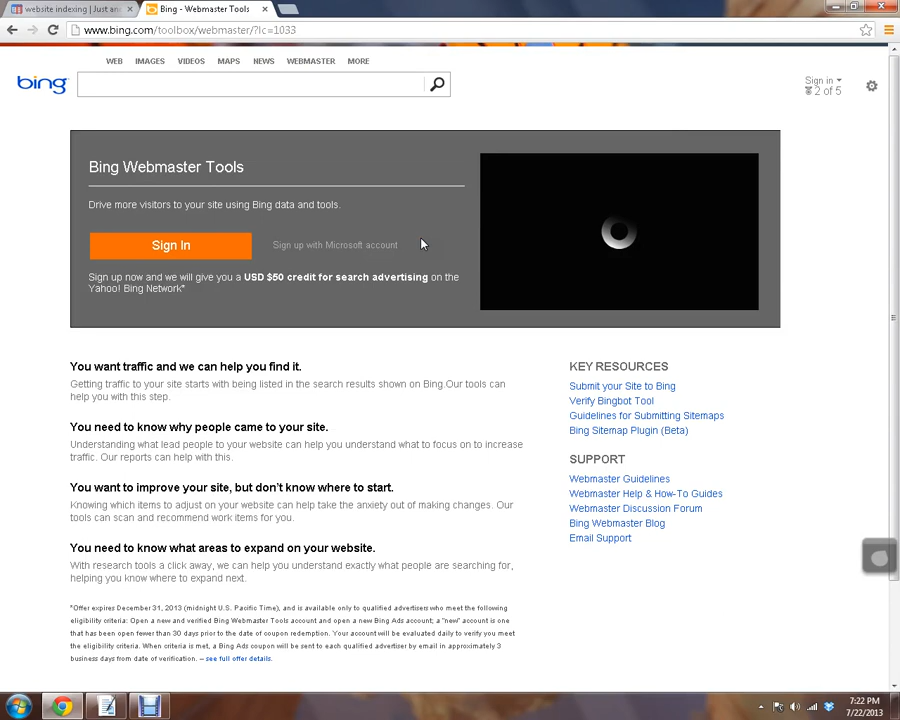 website indexing | Just an
Bing - Webmaster Tools
www.bing.com/toolbox/webmaster/?lc=1033
WEB IMAGES VIDEOS MAPS NEWS WEBMASTER MORE
bing
Sign in
2 of 5
Bing Webmaster Tools
Drive more visitors to your site using Bing data and tools.
Sign In
Sign up with Microsoft account
Sign up now and we will give you a USD $50 credit for search advertising on the
Yahoo! Bing Network*
You want traffic and we can help you find it.
Getting traffic to your site starts with being listed in the search results shown on Bing.Our tools can
help you with this step.
You need to know why people came to your site.
Understanding what lead people to your website can help you understand what to focus on to increase
traffic. Our reports can help with this.
You want to improve your site, but don't know where to start.
Knowing which items to adjust on your website can help take the anxiety out of making changes. Our
tools can scan and recommend work items for you.
You need to know what areas to expand on your website.
With research tools a click away, we can help you understand exactly what people are searching for,
helping you know where to expand next.
*Offer expires December 31, 2013 (midnight U.S. Pacific Time), and is available only to qualified advertisers who meet the following
eligibility criteria: Open a new and verified Bing Webmaster Tools account and open a new Bing Ads account; a "new" account is one
that has been open fewer than 30 days prior to the date of coupon redemption. Your account will be evaluated daily to verify you meet
the eligibility criteria. When criteria is met, a Bing Ads coupon will be sent to each qualified advertiser by email in approximately 3
business days from date of verification. – see full offer details.
KEY RESOURCES
Submit your Site to Bing
Verify Bingbot Tool
Guidelines for Submitting Sitemaps
Bing Sitemap Plugin (Beta)
SUPPORT
Webmaster Guidelines
Webmaster Help & How-To Guides
Webmaster Discussion Forum
Bing Webmaster Blog
Email Support
7:22 PM
7/22/2013